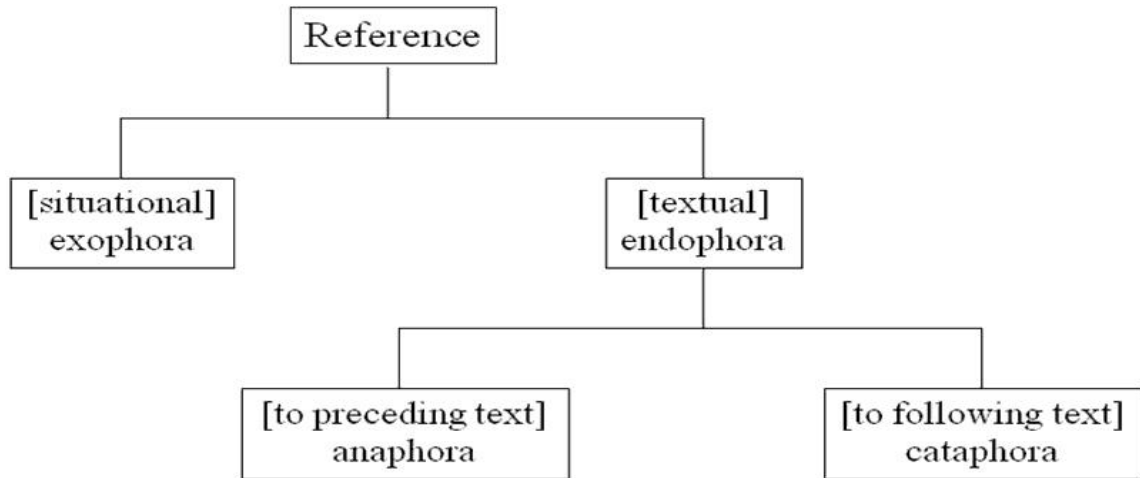 Reference
[situational]
exophora
[textual]
endophora
[to preceding text]
anaphora
[to following text]
cataphora